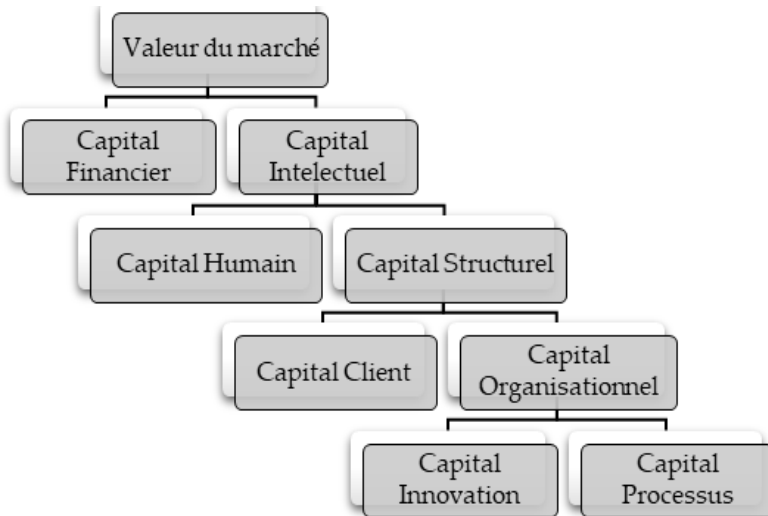 Valeur du marché
Capital
Financier
Capital
Intelectuel
Capital Humain
Capital Structurel
Capital Client
Capital
Organisationnel
Capital
Innovation
Capital
Processus